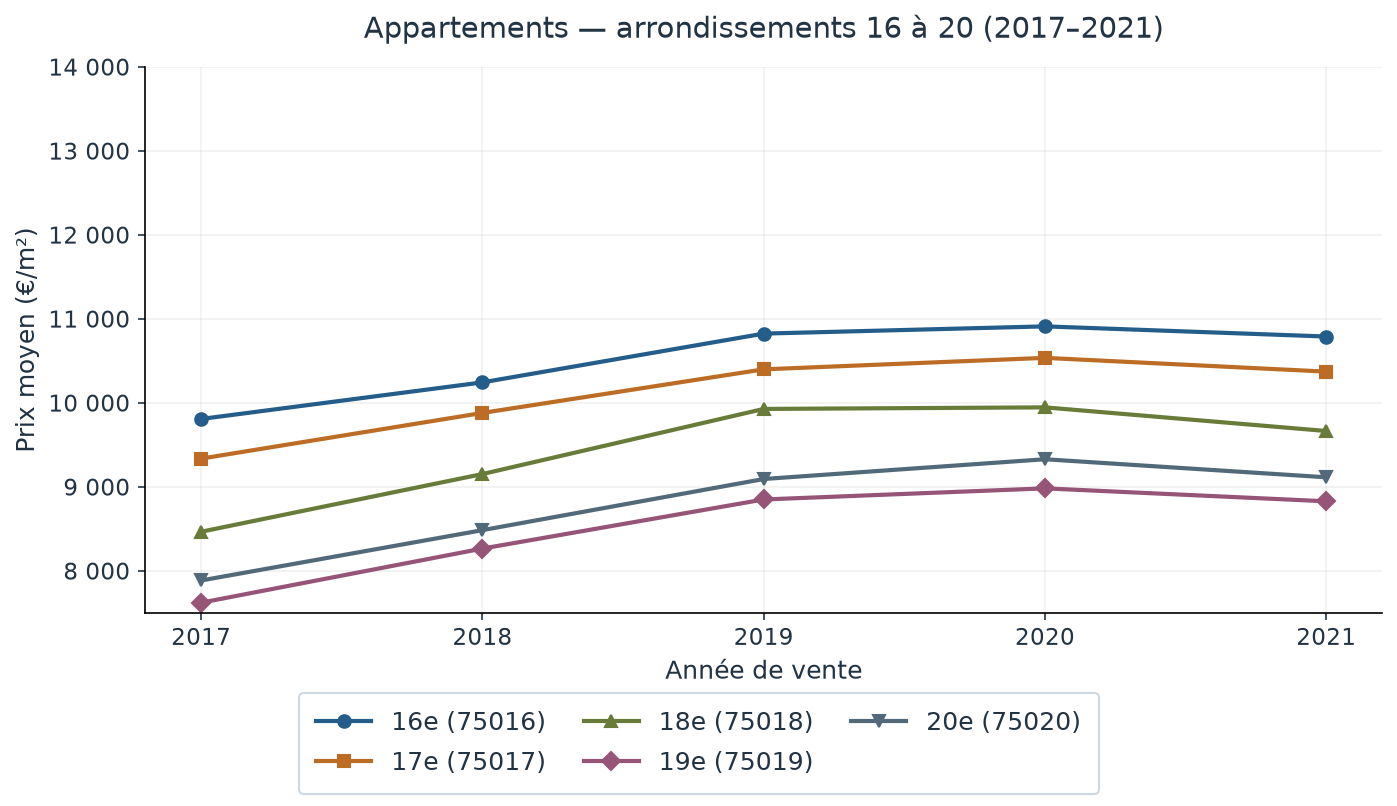 Appartements — arrondissements 16 à 20 (2017–2021)
Prix moyen (€/m²)
14 000
13 000
12 000
11 000
10 000
9 000
8 000
2017 2018 2019 2020 2021
Année de vente
16e (75016) 18e (75018) 20e (75020)
17e (75017) 19e (75019)